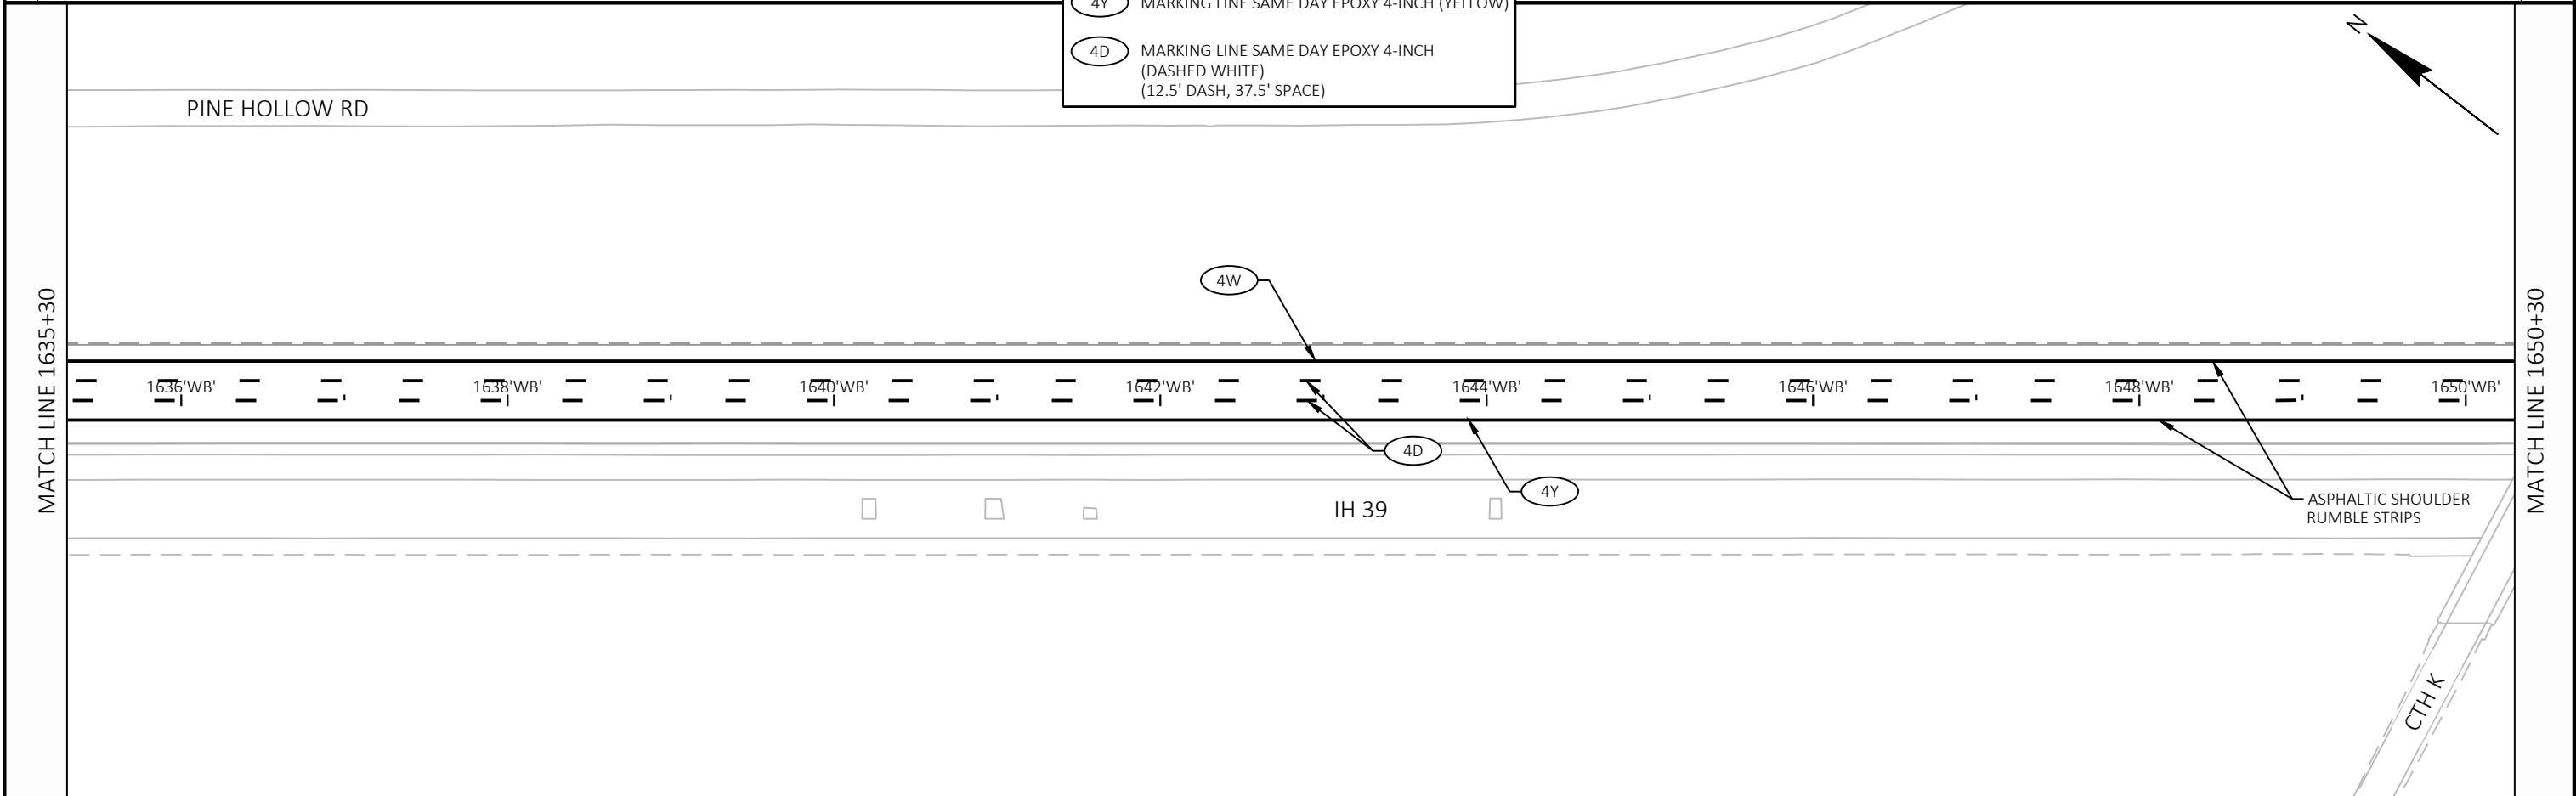 4Y MARKING LINE SAME DAY EPOXY 4-INCH (YELLOW)
4D MARKING LINE SAME DAY EPOXY 4-INCH
(DASHED WHITE)
(12.5' DASH, 37.5' SPACE)
N
PINE HOLLOW RD
4W
MATCH LINE 1635+30
MATCH LINE 1650+30
1636'WB' 1638'WB' 1640'WB' 1642'WB' 1644'WB' 1646'WB' 1648'WB' 1650'WB'
4D
4Y
IH 39
ASPHALTIC SHOULDER
RUMBLE STRIPS
CTH K